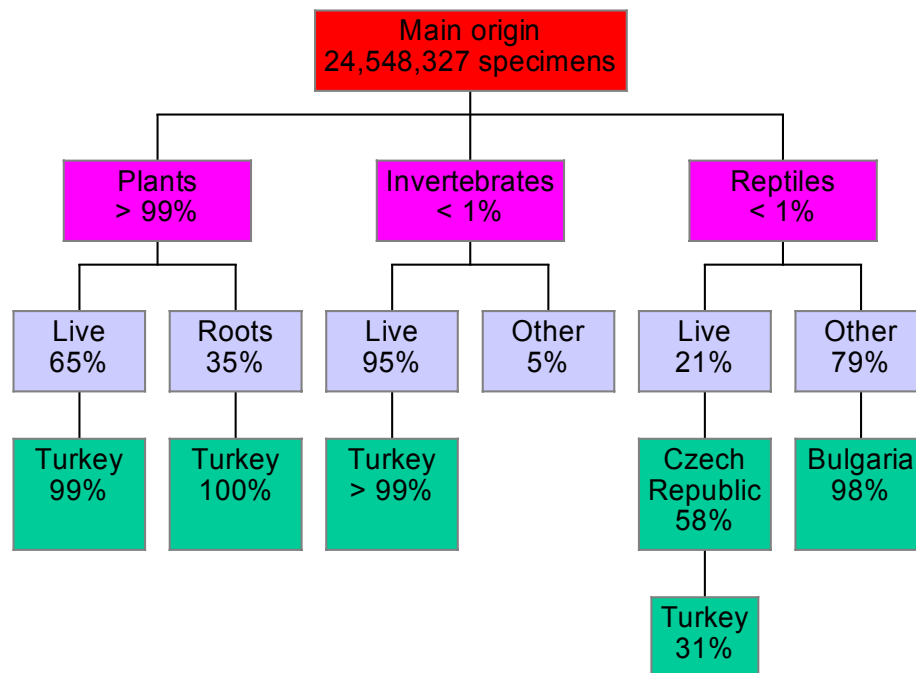 Main origin
24,548,327 specimens
Plants
> 99%
Invertebrates
< 1%
Reptiles
< 1%
Live
65%
Roots
35%
Live
95%
Other
5%
Live
21%
Other
79%
Turkey
99%
Turkey
100%
Turkey
> 99%
Czech
Republic
58%
Bulgaria
98%
Turkey
31%